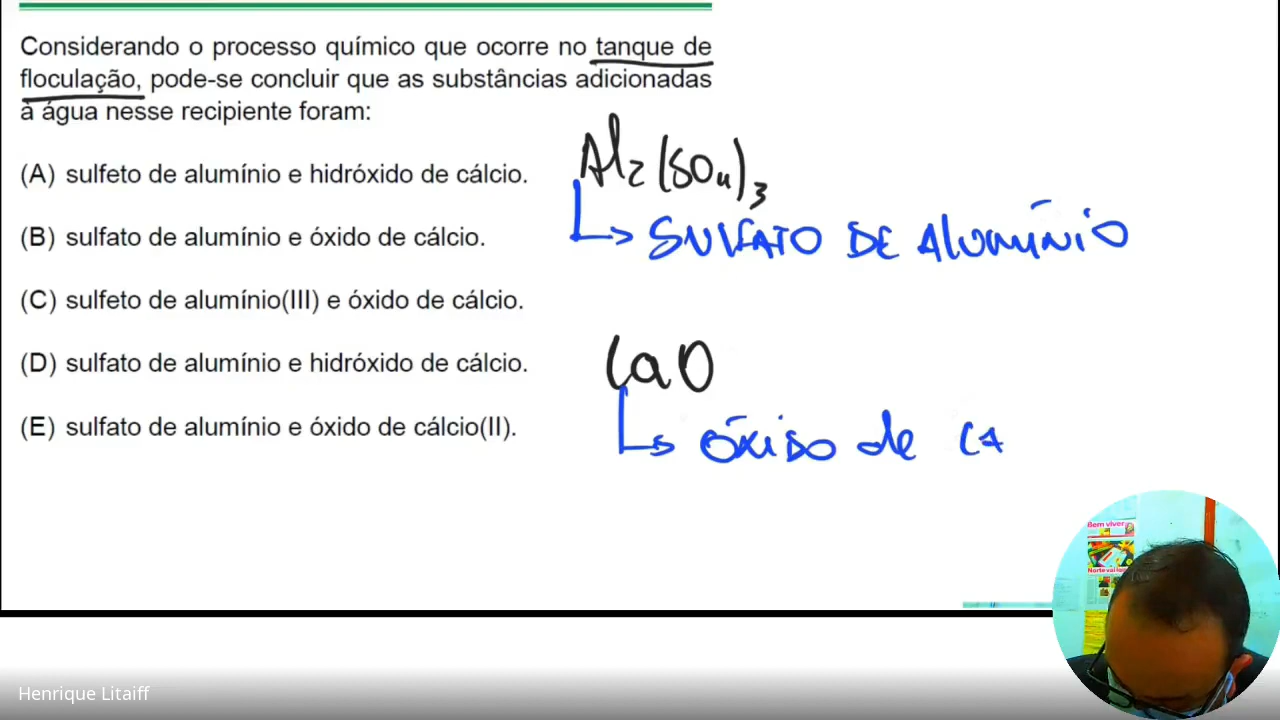 Considerando o processo químico que ocorre no tanque de
floculação, pode-se concluir que as substâncias adicionadas
à água nesse recipiente foram:
(A) sulfeto de alumínio e hidróxido de cálcio.
(B) sulfato de alumínio e óxido de cálcio.
(C) sulfeto de alumínio(III) e óxido de cálcio.
(D) sulfato de alumínio e hidróxido de cálcio.
(E) sulfato de alumínio e óxido de cálcio(II).
Al2(SO4)3
SULFATO DE ALUMÍNIO
CaO
ÓXIDO de CA
Bem viver
Henrique Litaiff